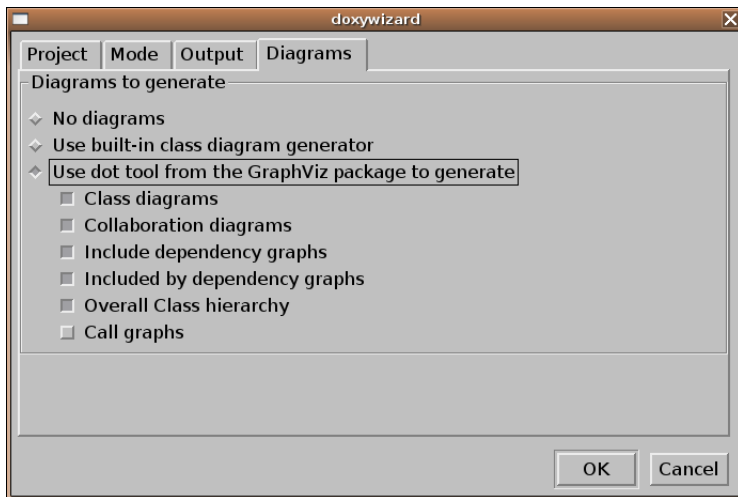 doxywizard
Project Mode Output Diagrams
Diagrams to generate
No diagrams
Use built-in class diagram generator
Use dot tool from the GraphViz package to generate
Class diagrams
Collaboration diagrams
Include dependency graphs
Included by dependency graphs
Overall Class hierarchy
Call graphs
OK Cancel